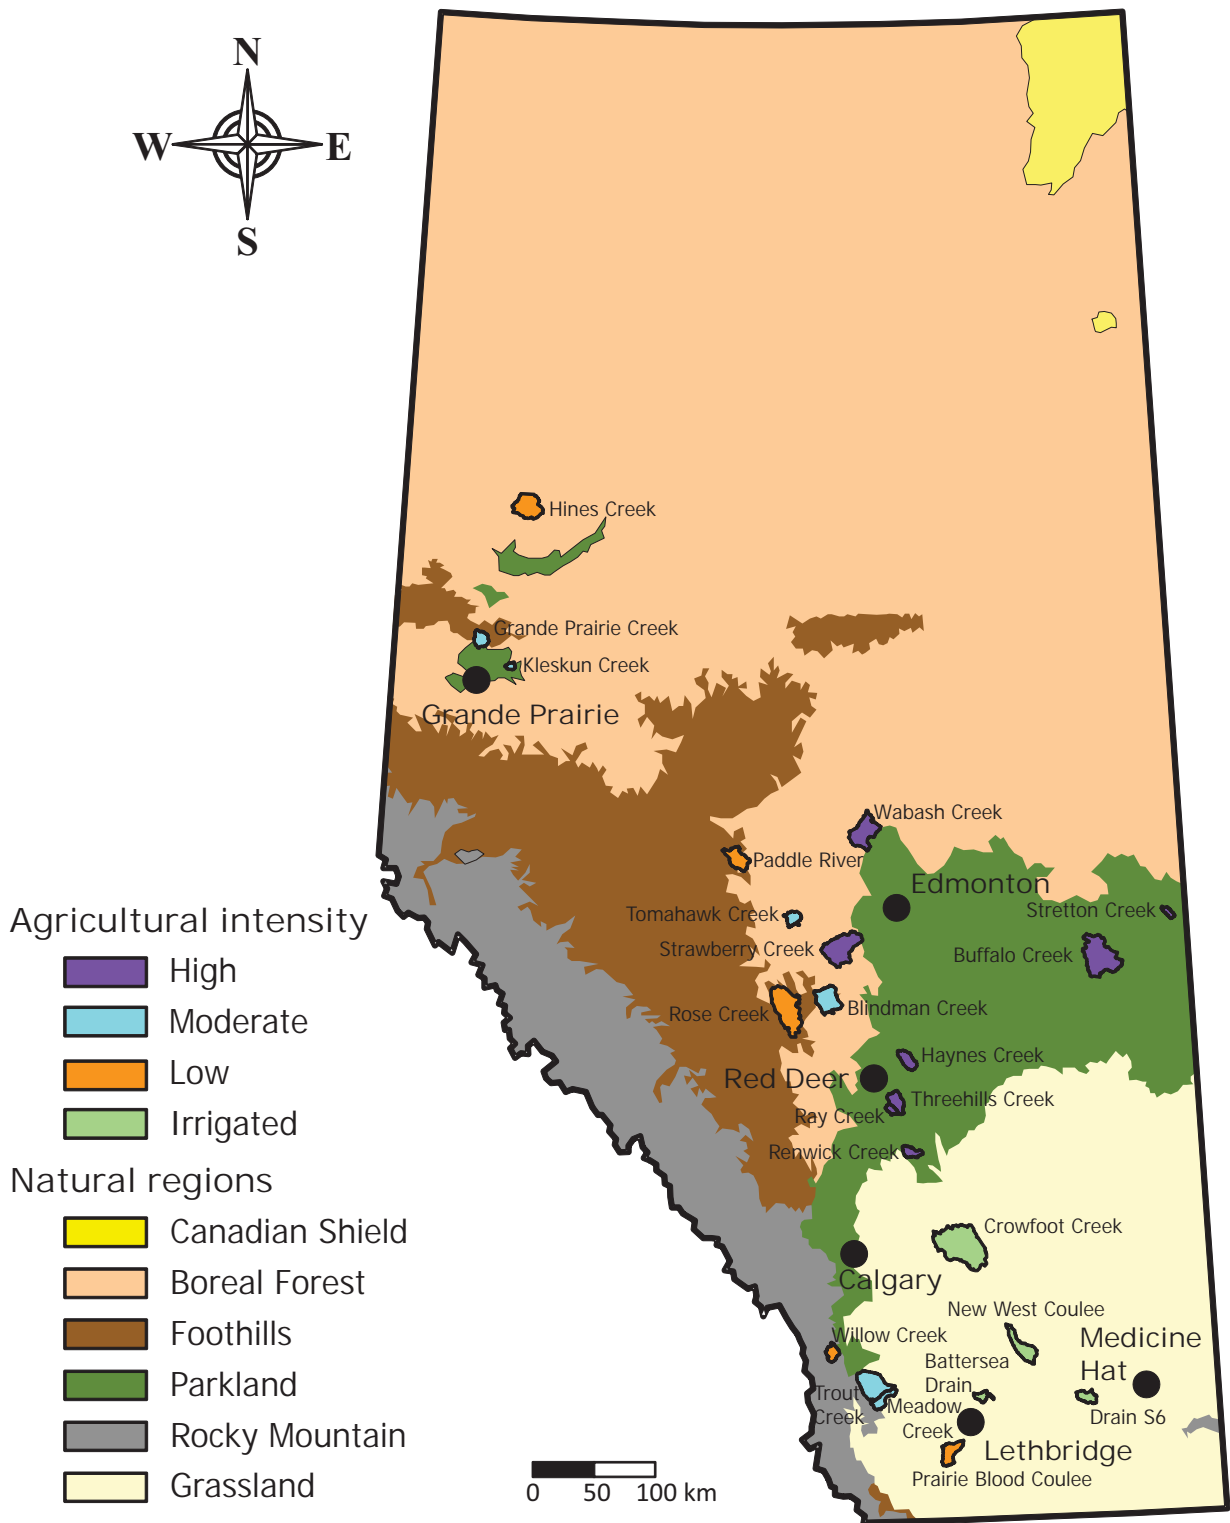 N
W
E
S
Hines Creek
Grande Prairie Creek
Kleskun Creek
Grande Prairie
Wabash Creek
Paddle River
Edmonton
Tomahawk Creek
Stretton Creek
Strawberry Creek
Buffalo Creek
Rose Creek
Blindman Creek
Haynes Creek
Red Deer
Threehills Creek
Ray Creek
Renwick Creek
Crowfoot Creek
Calgary
New West Coulee
Willow Creek
Medicine
Hat
Battersea
Drain
Trout
Creek
Meadow
Creek
Drain S6
Lethbridge
Prairie Blood Coulee
Agricultural intensity
High
Moderate
Low
Irrigated
Natural regions
Canadian Shield
Boreal Forest
Foothills
Parkland
Rocky Mountain
Grassland
0 50 100 km